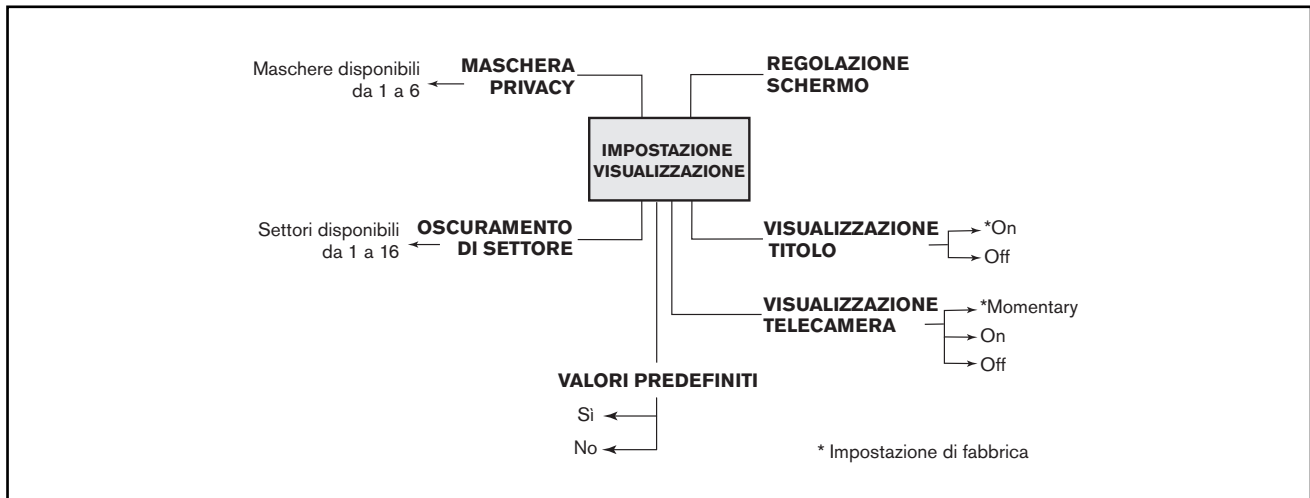 Maschere disponibili
da 1 a 6
MASCHERA
PRIVACY
REGOLAZIONE
SCHERMO
IMPOSTAZIONE
VISUALIZZAZIONE
Settori disponibili
da 1 a 16
OSCURAMENTO
DI SETTORE
VISUALIZZAZIONE
TITOLO
*On
Off
VISUALIZZAZIONE
TELECAMERA
*Momentary
On
Off
VALORI PREDEFINITI
Sì
No
* Impostazione di fabbrica